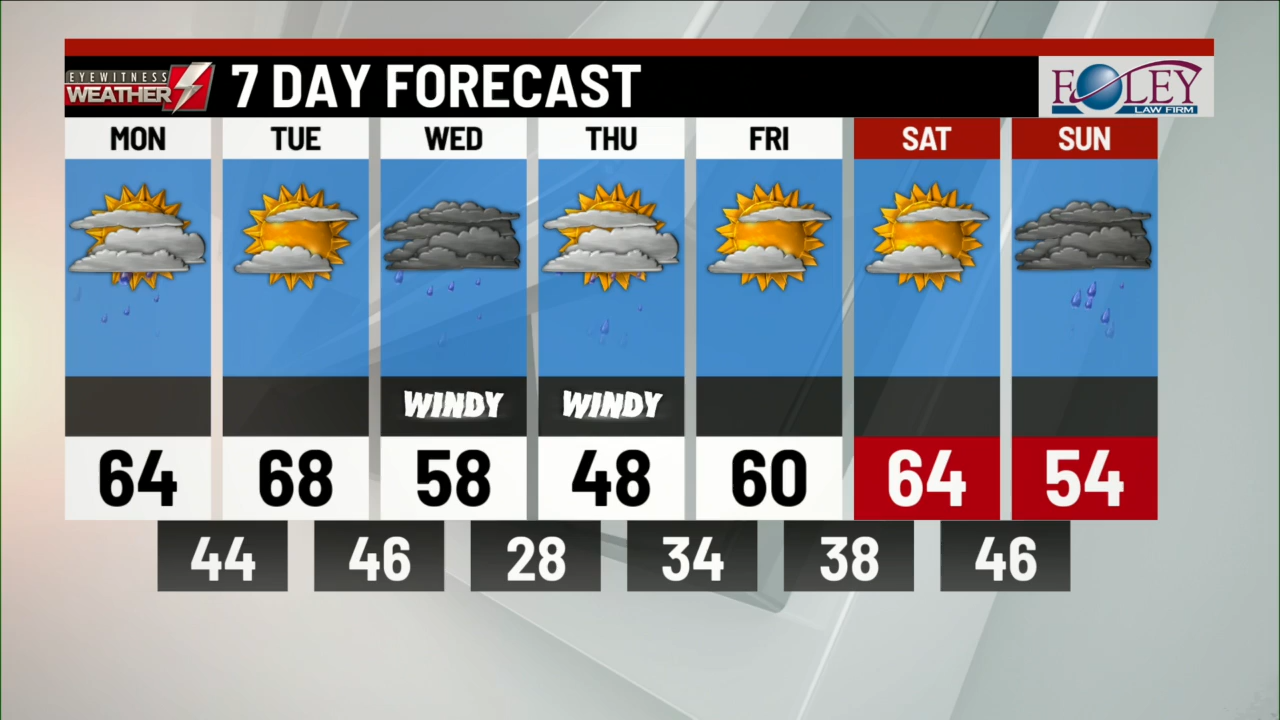 EYEWITNESS
WEATHER
7 DAY FORECAST
FOLEY
LAW FIRM
MON TUE WED THU FRI SAT SUN
WINDY WINDY
64 68 58 48 60 64 54
44 46 28 34 38 46